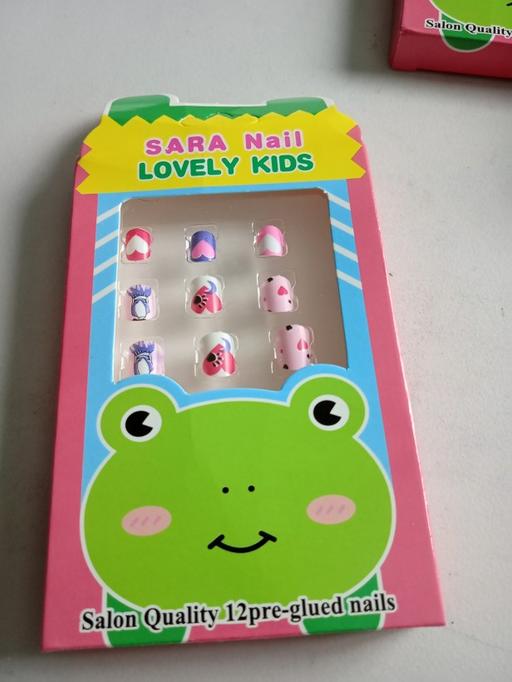 Salon Quality
SARA Nail
LOVELY KIDS
Salon Quality 12pre-glued nails